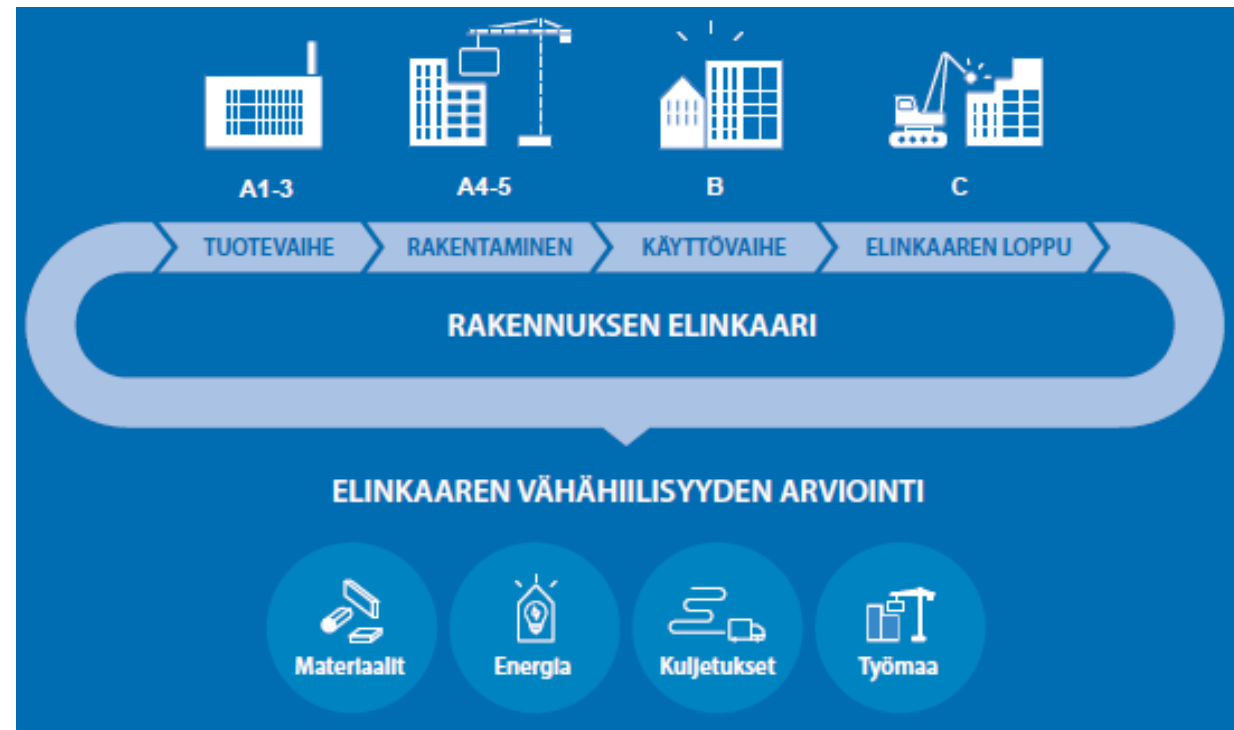 A1-3
A4-5
B
C
TUOTEVAIHE
RAKENTAMINEN
KÄYTTÖVAIHE
ELINKAAREN LOPPU
RAKENNUKSEN ELINKAARI
ELINKAAREN VÄHÄHIILISYYDEN ARVIOINTI
Materiaalit
Energia
Kuljetukset
Työmaa